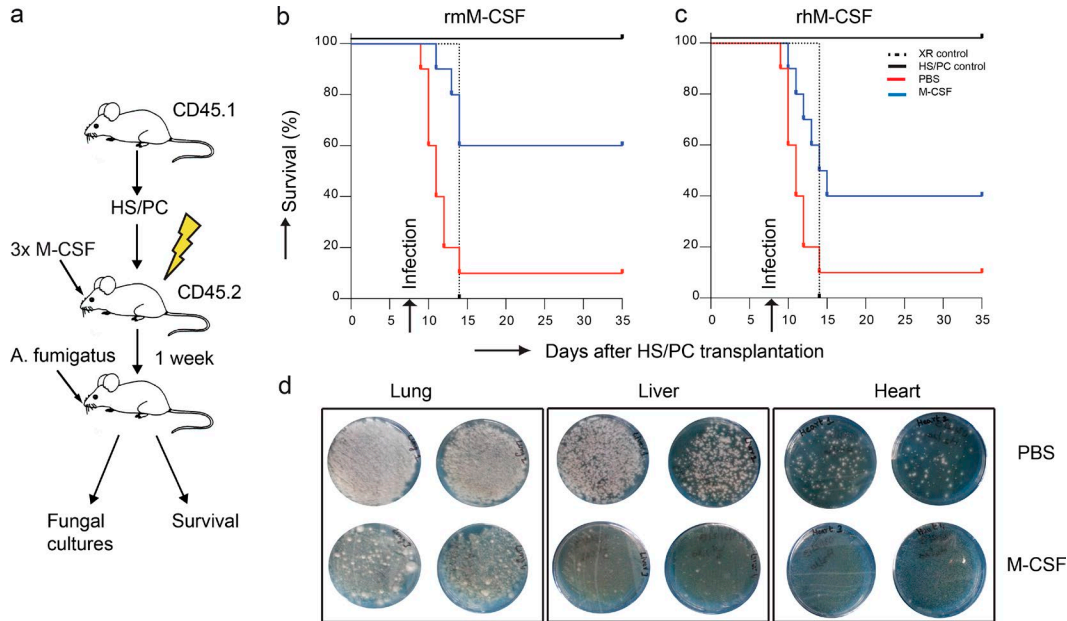 a
CD45.1
HS/PC
3x M-CSF
CD45.2
A. fumigatus
1 week
Fungal
cultures
Survival
b
rmM-CSF
Survival (%)
100
80
60
40
20
0
Infection
0 5 10 15 20 25 30 35
c
rhM-CSF
XR control
HS/PC control
PBS
M-CSF
100
80
60
40
20
0
Infection
0 5 10 15 20 25 30 35
Days after HS/PC transplantation
d
Lung
Liver
Heart
PBS
M-CSF